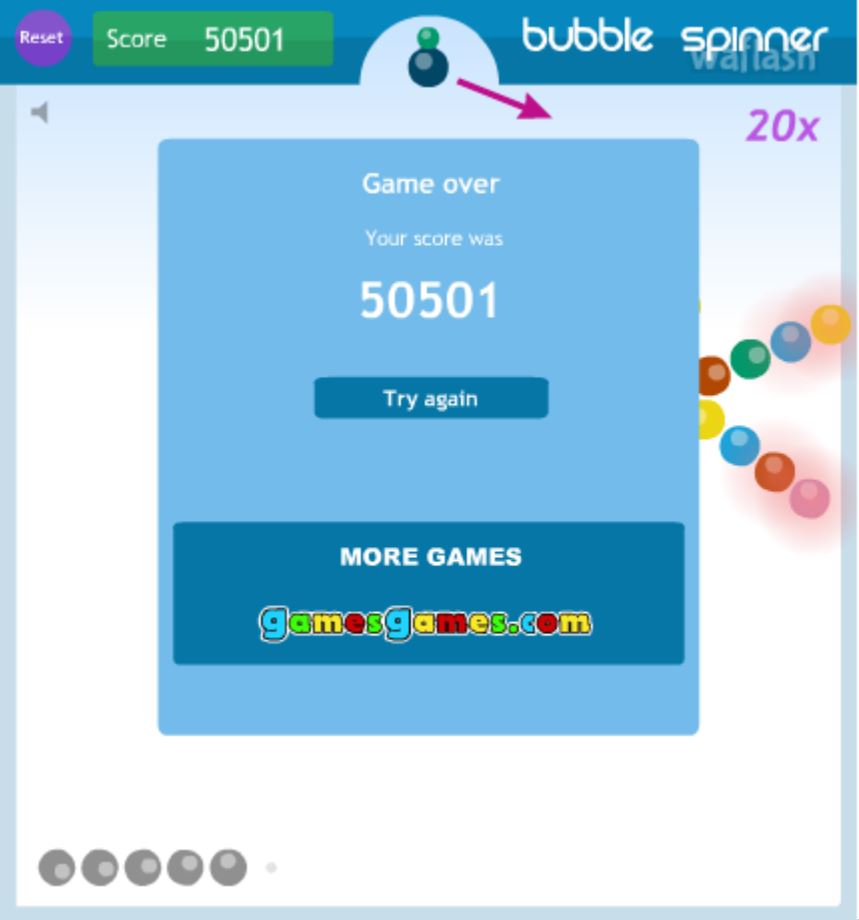 Reset
Score 50501
bubble spinner
waflash
20x
Game over
Your score was
50501
Try again
MORE GAMES
gamesgames.com